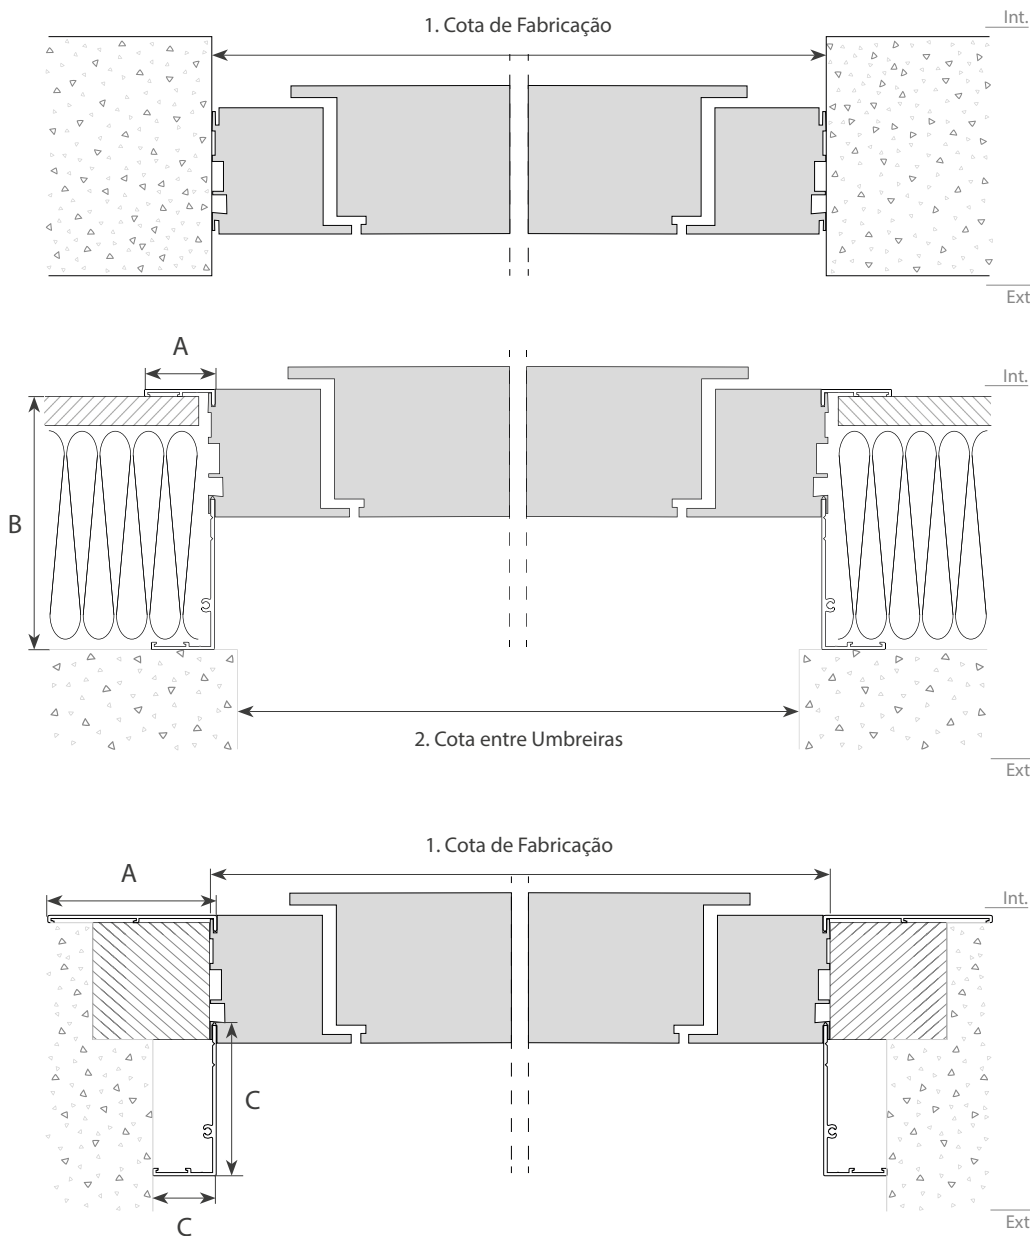 1. Cota de Fabricação
Int.
Ext
A
Int.
B
2. Cota entre Umbreiras
Ext
1. Cota de Fabricação
A
Int.
C
C
Ext